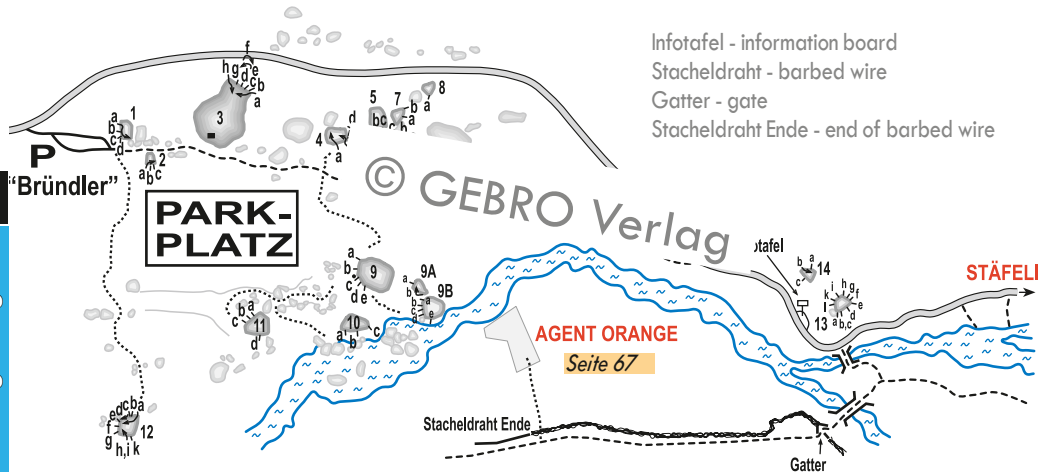 Infotafel - information board
Stacheldraht - barbed wire
Gatter - gate
Stacheldraht Ende - end of barbed wire
f
h g e
d c b
a
3
5
b c
7
b
a
b
8
a
4
d
a
a 1
b
c
d
2
a b c
P
"Bründler"
PARK-
PLATZ
© GEBRO Verlag
a
b
c
d e
9
9A
a
b
c
9B
a
b
c
d
e
10
a
b
c
11
a
b
c
d
12
e d c b a
f
g
h,i k
otafel
14
b a
c
13
i h g
k f
l e
a b,c
STÄFELI
AGENT ORANGE
Seite 67
Stacheldraht Ende
Gatter